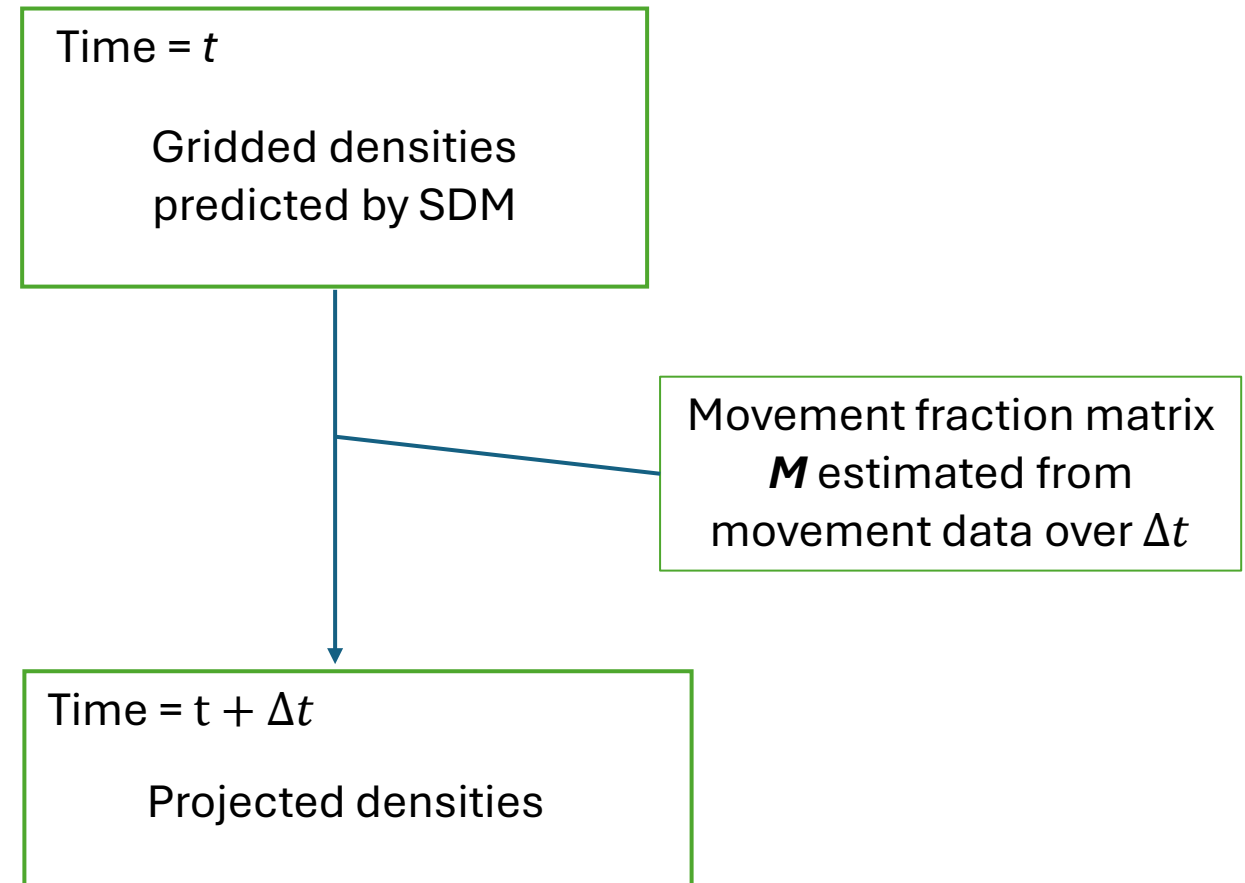 Time = t
Gridded densities
predicted by SDM
Movement fraction matrix
M estimated from
movement data over Δt
Time = t + Δt
Projected densities